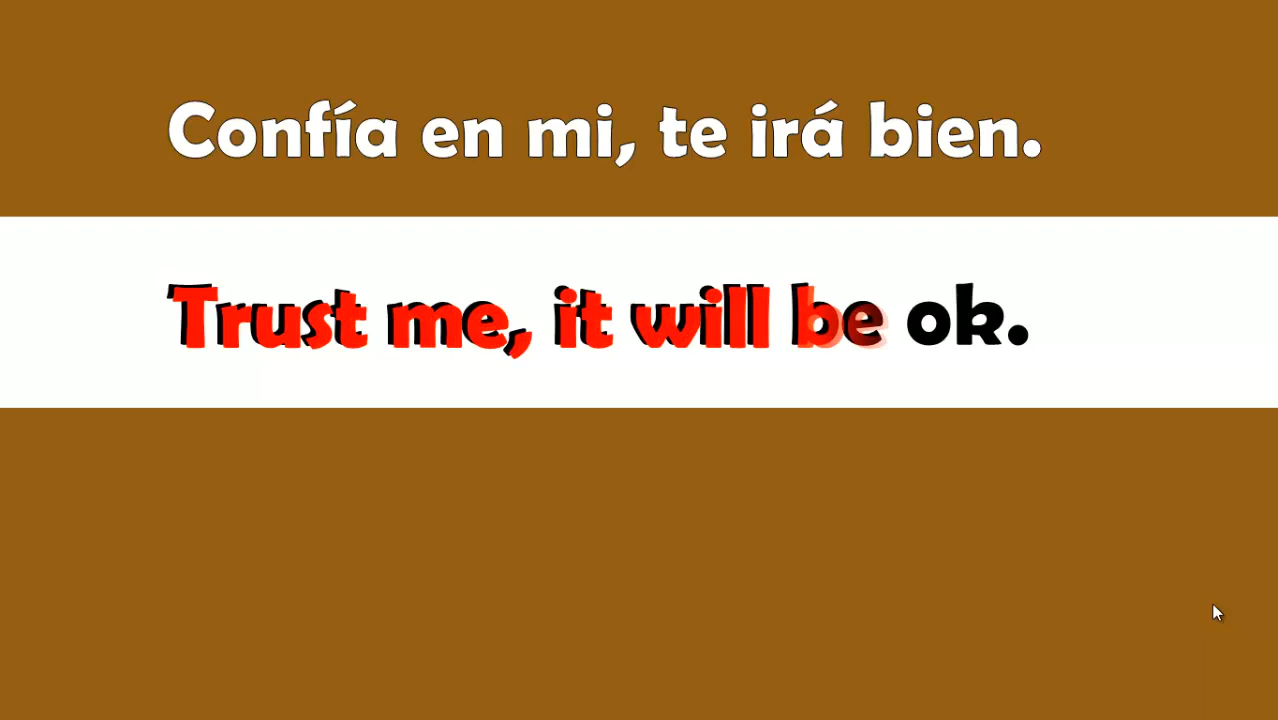 Confía en mi, te irá bien.
Trust me, it will be ok.